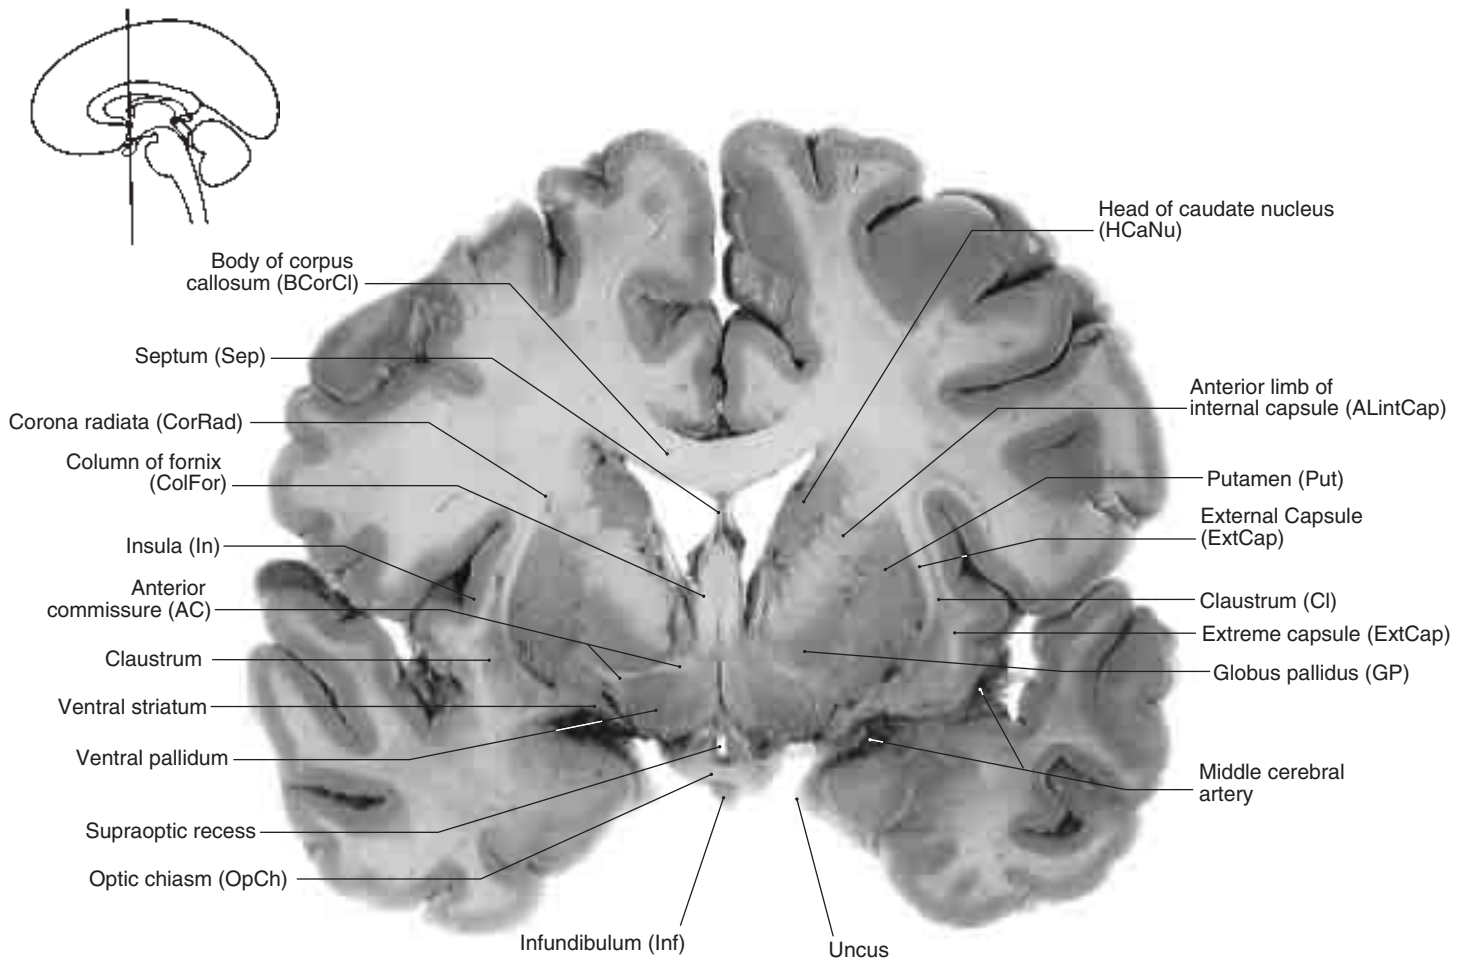 Body of corpus
callosum (BCorCl)
Septum (Sep)
Corona radiata (CorRad)
Column of fornix
(ColFor)
Insula (In)
Anterior
commissure (AC)
Claustrum
Ventral striatum
Ventral pallidum
Supraoptic recess
Optic chiasm (OpCh)
Infundibulum (Inf)
Uncus
Head of caudate nucleus
(HCaNu)
Anterior limb of
internal capsule (ALintCap)
Putamen (Put)
External Capsule
(ExtCap)
Claustrum (Cl)
Extreme capsule (ExtCap)
Globus pallidus (GP)
Middle cerebral
artery